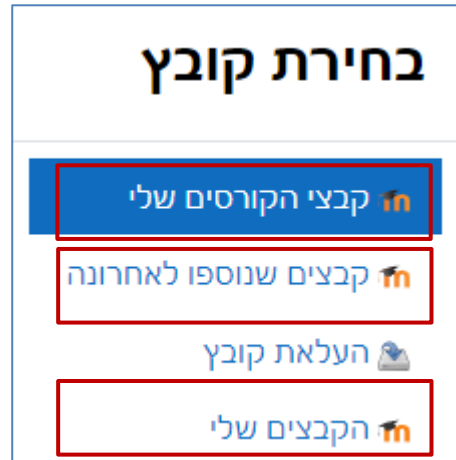 בחירת קובץ
קבצי הקורסים שלי
קבצים שנוספו לאחרונה
העלאת קובץ
הקבצים שלי